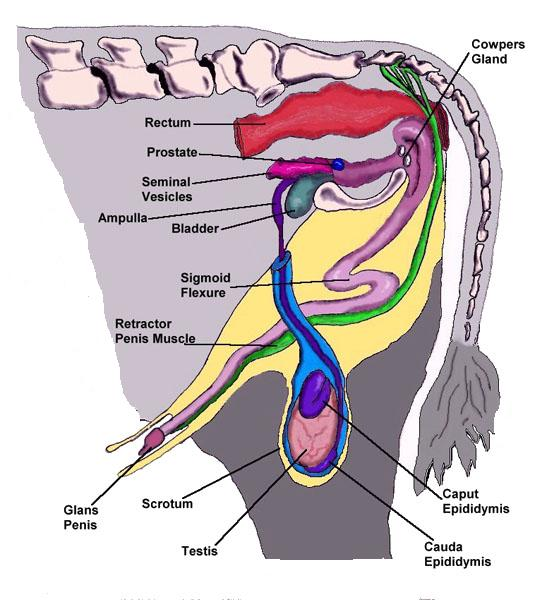 Cowpers
Gland
Rectum
Prostate
Seminal
Vesicles
Ampulla
Bladder
Sigmoid
Flexure
Retractor
Penis Muscle
Glans
Penis
Scrotum
Testis
Caput
Epididymis
Cauda
Epididymis